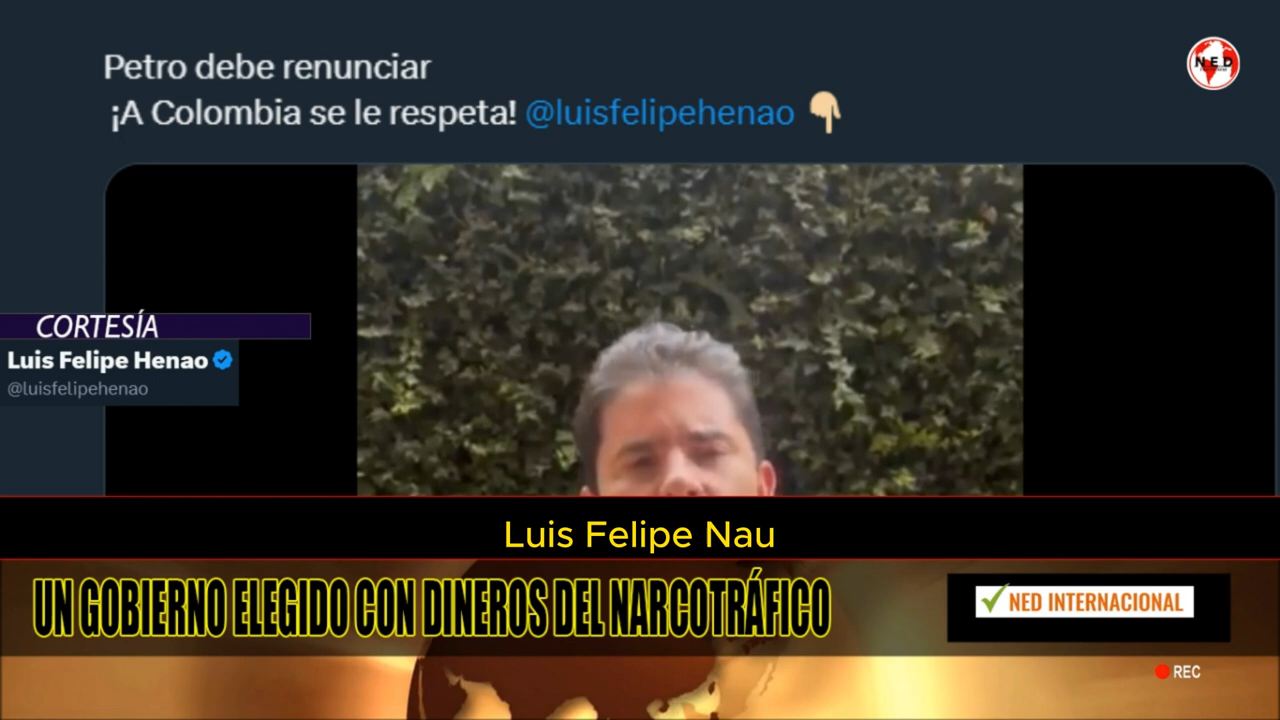 Petro debe renunciar
¡A Colombia se le respeta! @luisfelipehenao
NED
CORTESÍA
Luis Felipe Henao
@luisfelipehenao
Luis Felipe Nau
UN GOBIERNO ELEGIDO CON DINEROS DEL NARCOTRÁFICO
NED INTERNACIONAL
REC